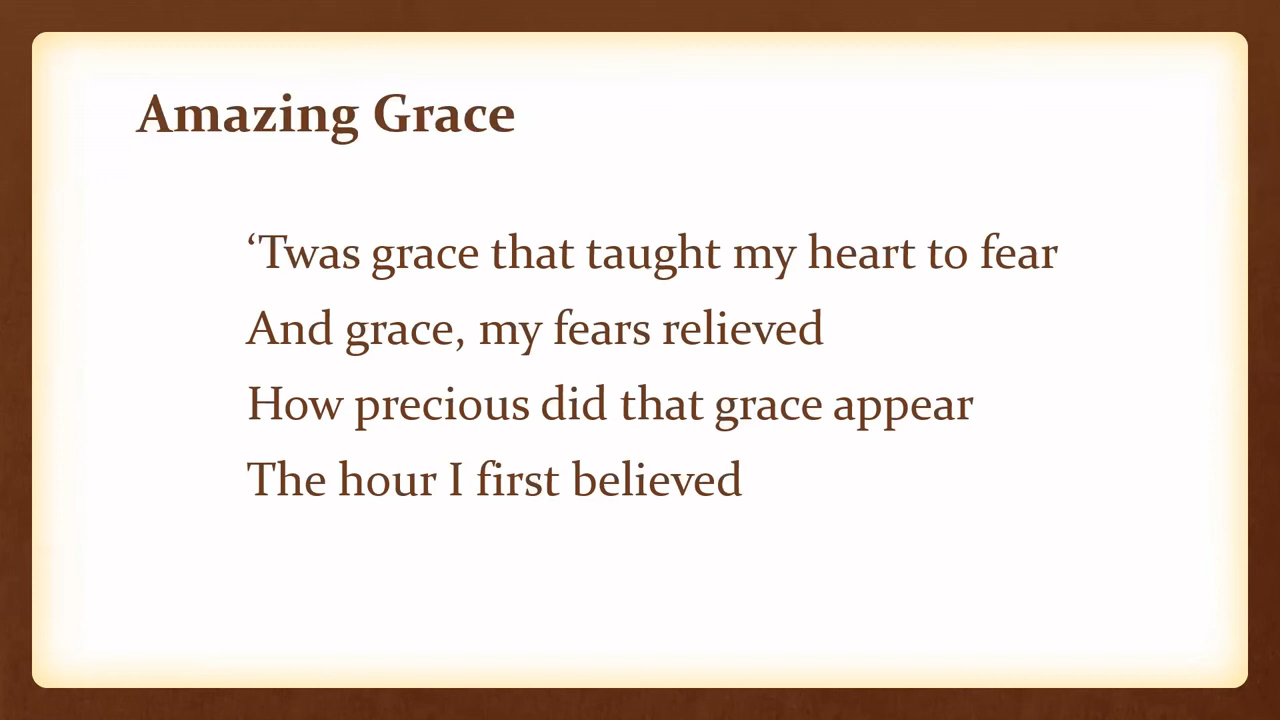 Amazing Grace
‘Twas grace that taught my heart to fear
And grace, my fears relieved
How precious did that grace appear
The hour I first believed